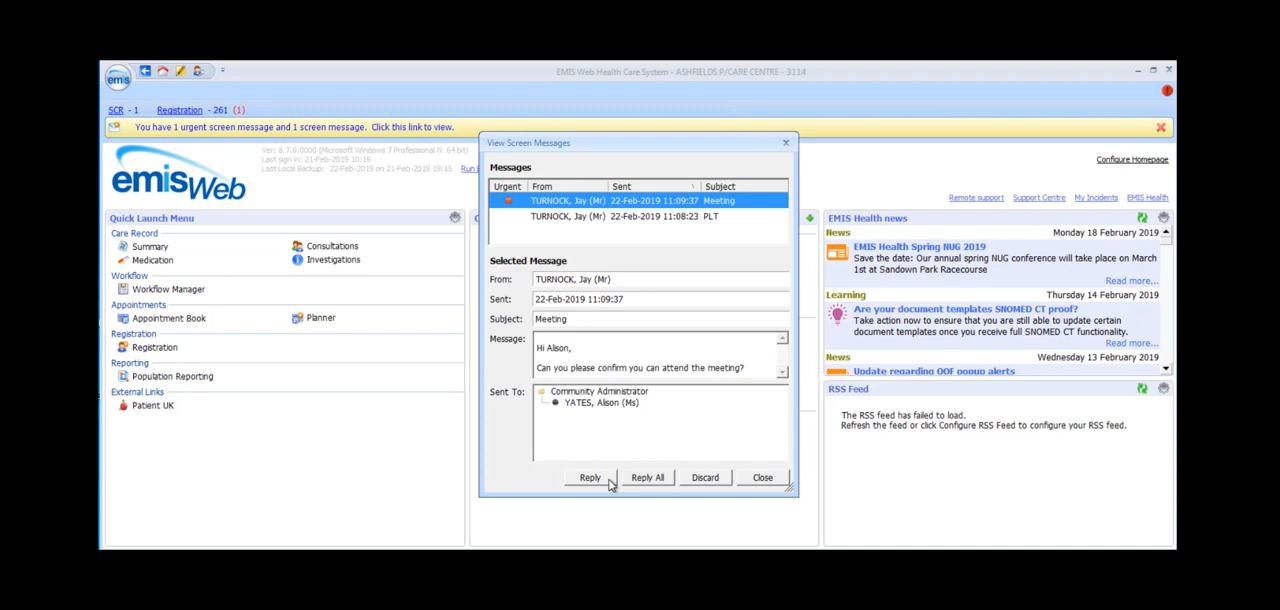 emis
EMIS Web Health Care System - ASHFIELDS P/CARE CENTRE - 3114
SCR - 1 Registration - 261 (1)
You have 1 urgent screen message and 1 screen message. Click this link to view.
emisWeb
Ver: 8.7.6.0000 (Microsoft Windows 7 Professional N 64 bit)
Last sign in: 21-Feb-2019 10:19
Last Local Backup: 22-Feb-2019 on 21-Feb-2019 19:15 Run
Configure Homepage
Remote support Support Centre My Incidents EMIS Health
Quick Launch Menu
Care Record
Summary Consultations
Medication Investigations
Workflow
Workflow Manager
Appointments
Appointment Book Planner
Registration
Registration
Reporting
Population Reporting
External Links
Patient UK
View Screen Messages
Messages
Urgent From Sent Subject
TURNOCK, Jay (Mr) 22-Feb-2019 11:09:37 Meeting
TURNOCK, Jay (Mr) 22-Feb-2019 11:08:23 PLT
Selected Message
From: TURNOCK, Jay (Mr)
Sent: 22-Feb-2019 11:09:37
Subject: Meeting
Message: Hi Alison,
Can you please confirm you can attend the meeting?
Sent To: Community Administrator
YATES, Alison (Ms)
Reply Reply All Discard Close
EMIS Health news
News Monday 18 February 2019
EMIS Health Spring NUG 2019
Save the date: Our annual spring NUG conference will take place on March
1st at Sandown Park Racecourse
Read more...
Learning Thursday 14 February 2019
Are your document templates SNOMED CT proof?
Take action now to ensure that you are still able to update certain
document templates once you receive full SNOMED CT functionality.
Read more...
News Wednesday 13 February 2019
Update regarding OOF popup alerts
RSS Feed
The RSS feed has failed to load.
Refresh the feed or click Configure RSS Feed to configure your RSS feed.